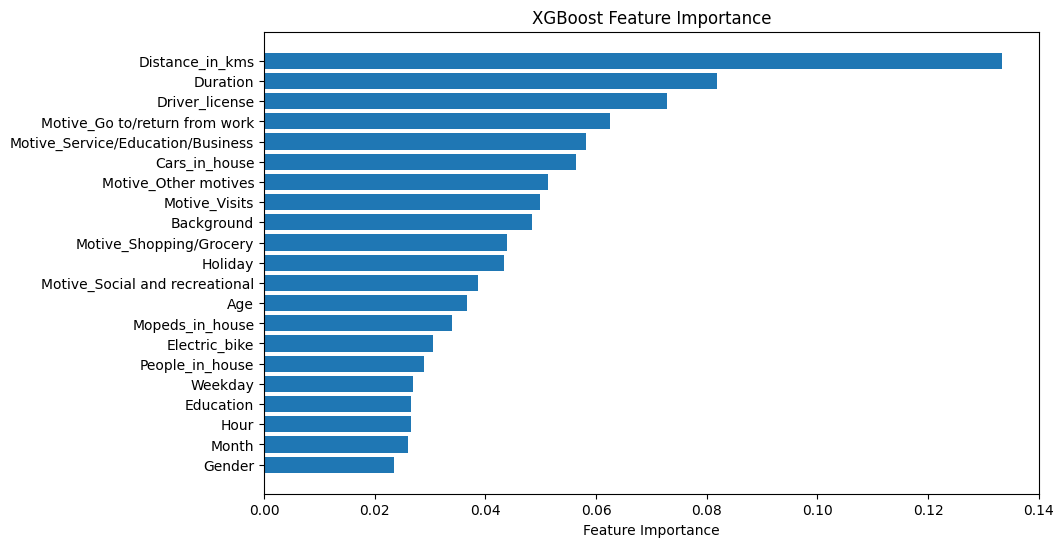 XGBoost Feature Importance
Distance_in_kms
Duration
Driver_license
Motive_Go to/return from work
Motive_Service/Education/Business
Cars_in_house
Motive_Other motives
Motive_Visits
Background
Motive_Shopping/Grocery
Holiday
Motive_Social and recreational
Age
Mopeds_in_house
Electric_bike
People_in_house
Weekday
Education
Hour
Month
Gender
0.00 0.02 0.04 0.06 0.08 0.10 0.12 0.14
Feature Importance